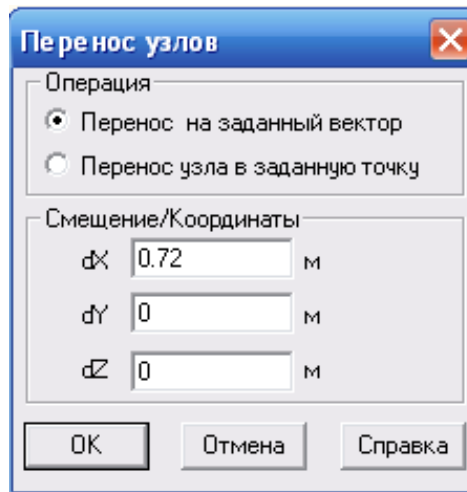 Перенос узлов
Операция
Перенос на заданный вектор
Перенос узла в заданную точку
Смещение/Координаты
dX 0.72 м
dY 0 м
dZ 0 м
OK Отмена Справка